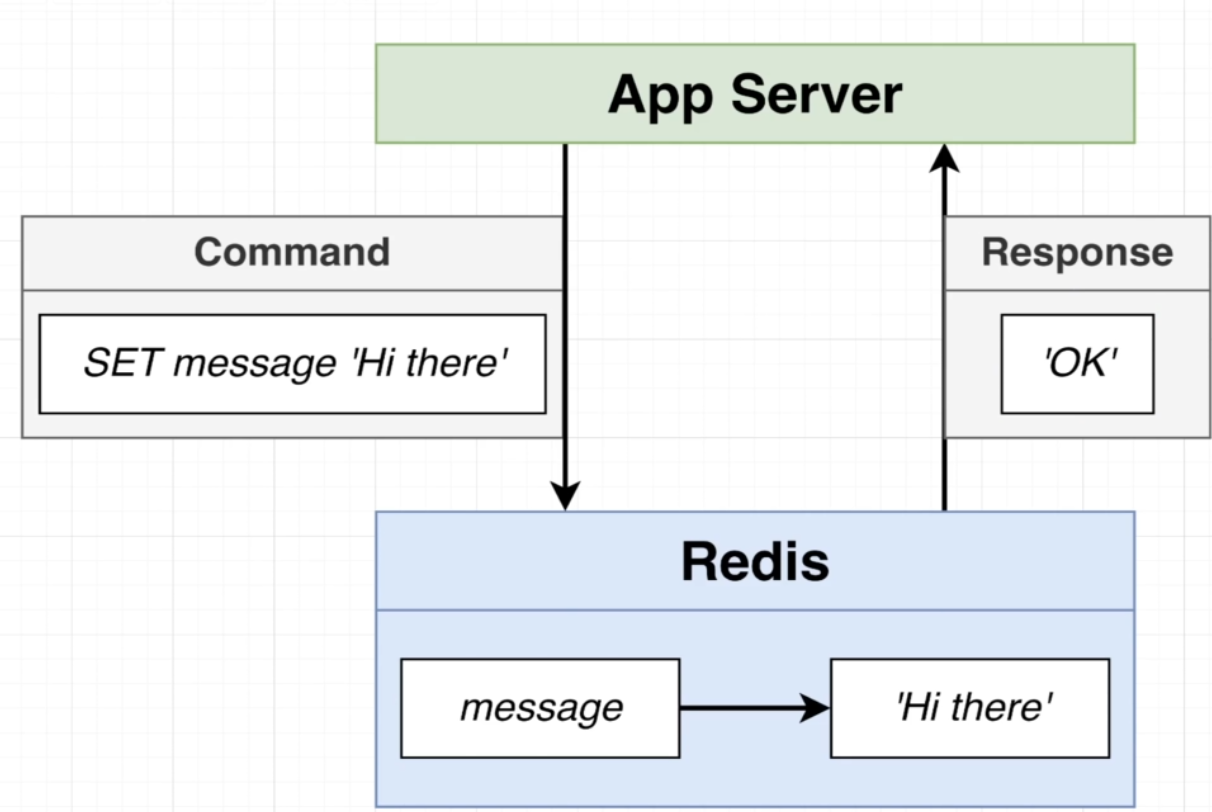 App Server
Command
SET message 'Hi there'
Response
'OK'
Redis
message
'Hi there'